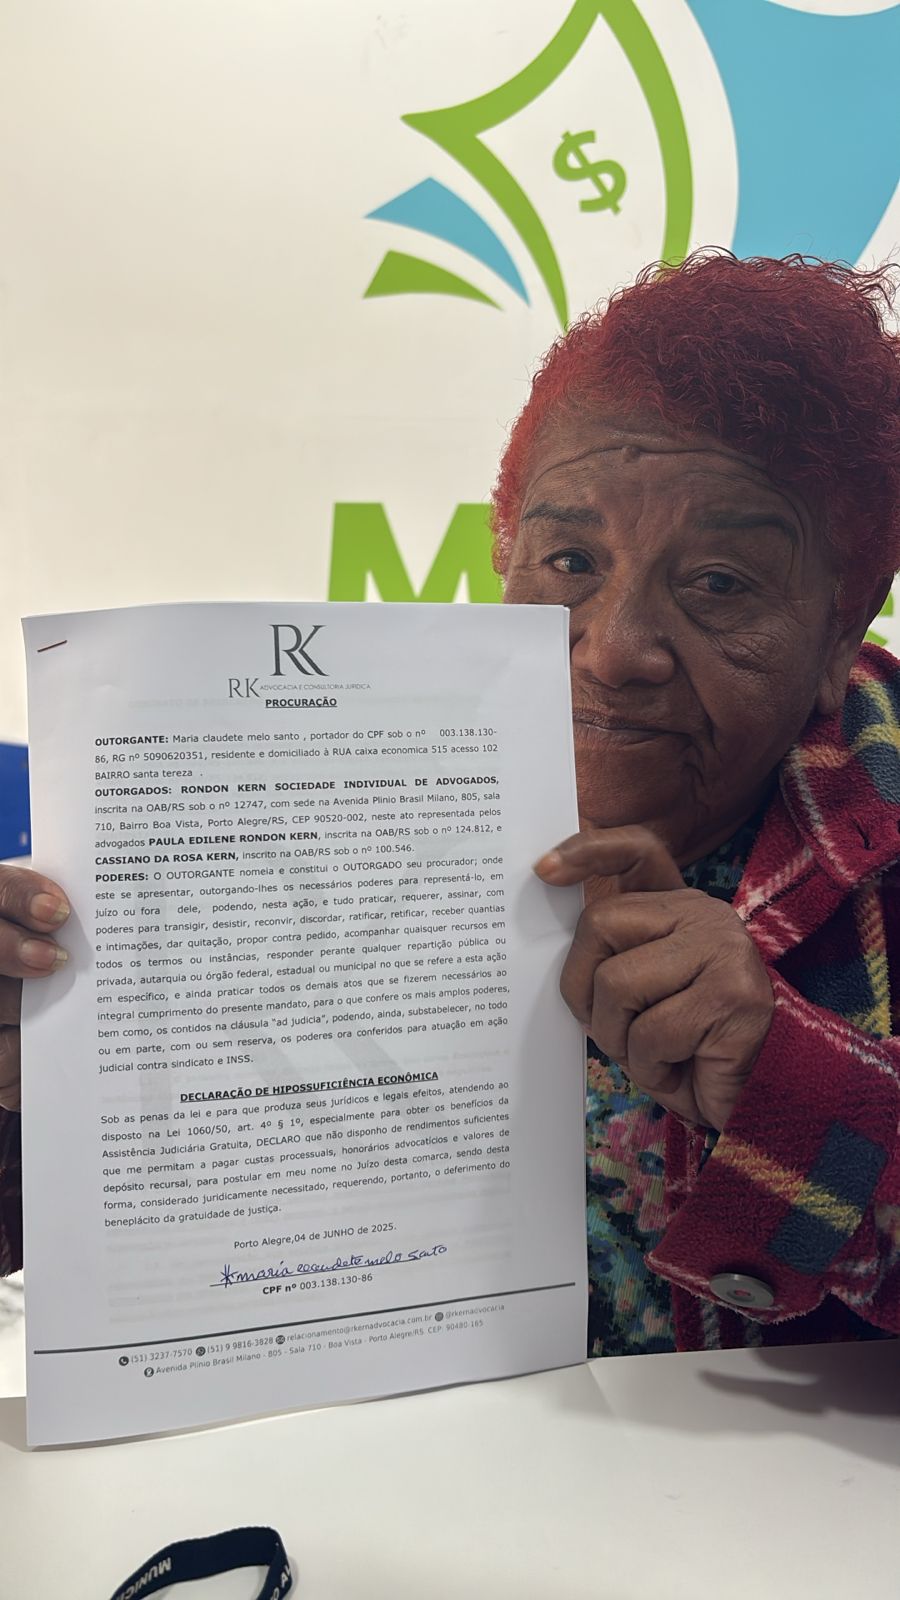 $
M
RK
RK ADVOCACIA E CONSULTORIA JURÍDICA
PROCURAÇÃO
OUTORGANTE: Maria claudete melo santo , portador do CPF sob o nº 003.138.130-
86, RG nº 5090620351, residente e domiciliado à RUA caixa economica 515 acesso 102
BAIRRO santa tereza .
OUTORGADOS: RONDON KERN SOCIEDADE INDIVIDUAL DE ADVOGADOS,
inscrita na OAB/RS sob o nº 12747, com sede na Avenida Plinio Brasil Milano, 805, sala
710, Bairro Boa Vista, Porto Alegre/RS, CEP 90520-002, neste ato representada pelos
advogados PAULA EDILENE RONDON KERN, inscrita na OAB/RS sob o nº 124.812, e
CASSIANO DA ROSA KERN, inscrito na OAB/RS sob o nº 100.546.
PODERES: O OUTORGANTE nomeia e constitui o OUTORGADO seu procurador; onde
este se apresentar, outorgando-lhes os necessários poderes para representá-lo, em
juízo ou fora dele, podendo, nesta ação, e tudo praticar, requerer, assinar, com
poderes para transigir, desistir, reconvir, discordar, ratificar, retificar, receber quantias
e intimações, dar quitação, propor contra pedido, acompanhar quaisquer recursos em
todos os termos ou instâncias, responder perante qualquer repartição pública ou
privada, autarquia ou órgão federal, estadual ou municipal no que se refere a esta ação
em específico, e ainda praticar todos os demais atos que se fizerem necessários ao
integral cumprimento do presente mandato, para o que confere os mais amplos poderes,
bem como, os contidos na cláusula "ad judicia", podendo, ainda, substabelecer, no todo
ou em parte, com ou sem reserva, os poderes ora conferidos para atuação em ação
judicial contra sindicato e INSS.
DECLARAÇÃO DE HIPOSSUFICIÊNCIA ECONÔMICA
Sob as penas da lei e para que produza seus jurídicos e legais efeitos, atendendo ao
disposto na Lei 1060/50, art. 4º § 1º, especialmente para obter os benefícios da
Assistência Judiciária Gratuita, DECLARO que não disponho de rendimentos suficientes
que me permitam a pagar custas processuais, honorários advocatícios e valores de
depósito recursal, para postular em meu nome no Juízo desta comarca, sendo desta
forma, considerado juridicamente necessitado, requerendo, portanto, o deferimento do
beneplácito da gratuidade de justiça.
Porto Alegre,04 de JUNHO de 2025.
maria melo santo
CPF nº 003.138.130-86
(51) 3237-7570 (51) 9 9816-3828 relacionamento@rkernadvocacia.com.br @rkernadvocacia
Avenida Plínio Brasil Milano - 805 - Sala 710 - Boa Vista - Porto Alegre/RS CEP: 90480-165
MUNICI